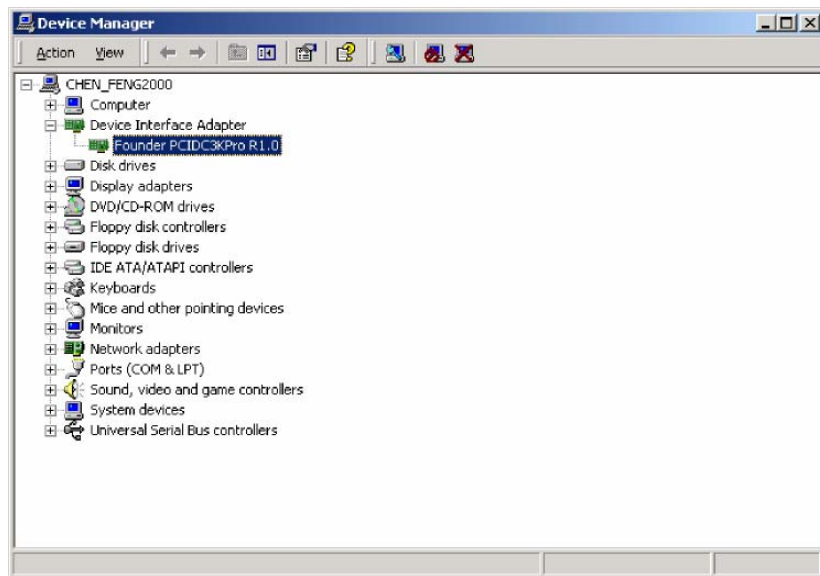 Device Manager
Action View
CHEN_FENG2000
Computer
Device Interface Adapter
Founder PCIDC3KPro R1.0
Disk drives
Display adapters
DVD/CD-ROM drives
Floppy disk controllers
Floppy disk drives
IDE ATA/ATAPI controllers
Keyboards
Mice and other pointing devices
Monitors
Network adapters
Ports (COM & LPT)
Sound, video and game controllers
System devices
Universal Serial Bus controllers